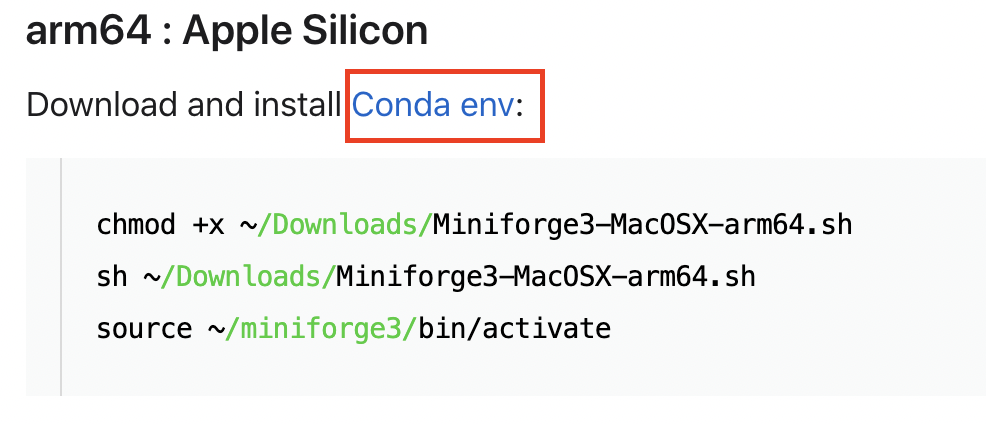 arm64 : Apple Silicon
Download and install Conda env:
chmod +x ~/Downloads/Miniforge3-MacOSX-arm64.sh
sh ~/Downloads/Miniforge3-MacOSX-arm64.sh
source ~/miniforge3/bin/activate